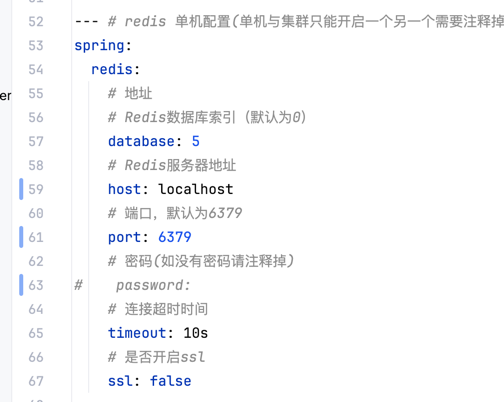 52 --- # redis 单机配置(单机与集群只能开启一个另一个需要注释掉
53 spring:
54   redis:
55     # 地址
56     # Redis数据库索引（默认为0）
57     database: 5
58     # Redis服务器地址
59     host: localhost
60     # 端口，默认为6379
61     port: 6379
62     # 密码(如没有密码请注释掉)
63 #    password:
64     # 连接超时时间
65     timeout: 10s
66     # 是否开启ssl
67     ssl: false